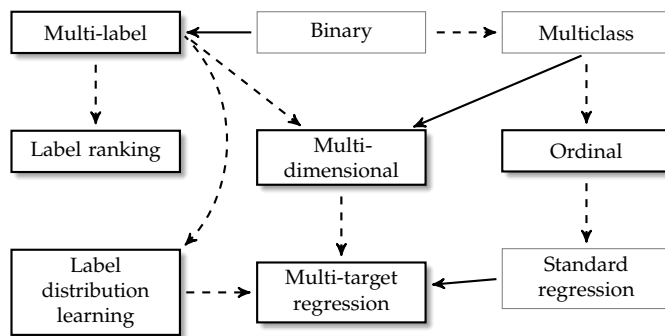 Multi-label
Binary
Multiclass
Label ranking
Multi-
dimensional
Ordinal
Label
distribution
learning
Multi-target
regression
Standard
regression